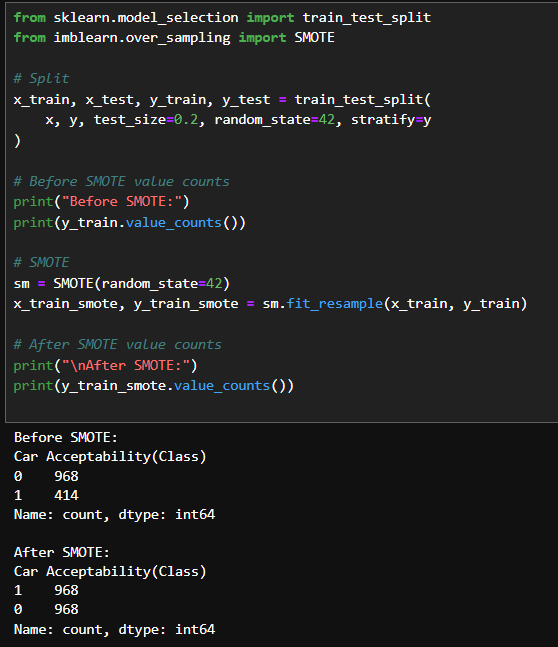 from sklearn.model_selection import train_test_split
from imblearn.over_sampling import SMOTE
# Split
x_train, x_test, y_train, y_test = train_test_split(
    x, y, test_size=0.2, random_state=42, stratify=y
)
# Before SMOTE value counts
print("Before SMOTE:")
print(y_train.value_counts())
# SMOTE
sm = SMOTE(random_state=42)
x_train_smote, y_train_smote = sm.fit_resample(x_train, y_train)
# After SMOTE value counts
print("\nAfter SMOTE:")
print(y_train_smote.value_counts())
Before SMOTE:
Car Acceptability(Class)
0    968
1    414
Name: count, dtype: int64
After SMOTE:
Car Acceptability(Class)
1    968
0    968
Name: count, dtype: int64